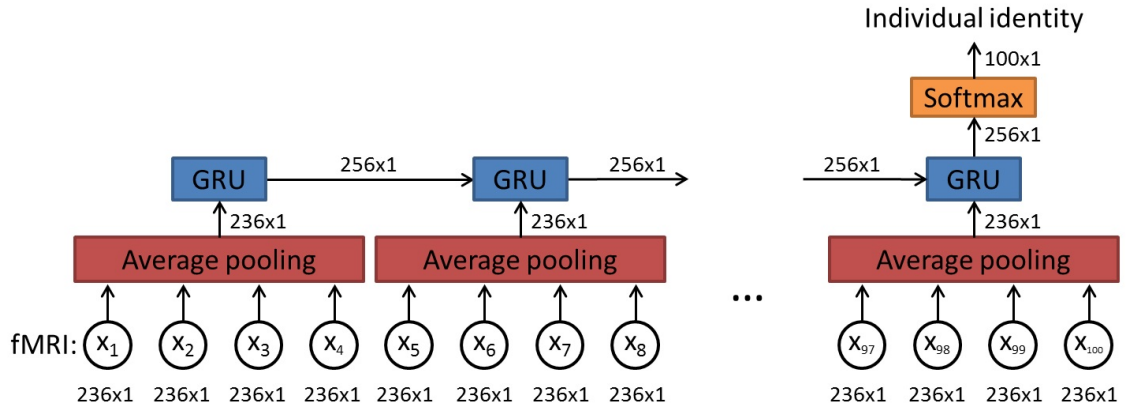 Individual identity
100x1
Softmax
256x1
GRU 256x1 GRU 256x1 256x1 GRU
236x1 236x1 236x1
Average pooling Average pooling Average pooling
...
fMRI: x1 x2 x3 x4 x5 x6 x7 x8 x97 x98 x99 x100
236x1 236x1 236x1 236x1 236x1 236x1 236x1 236x1 236x1 236x1 236x1 236x1